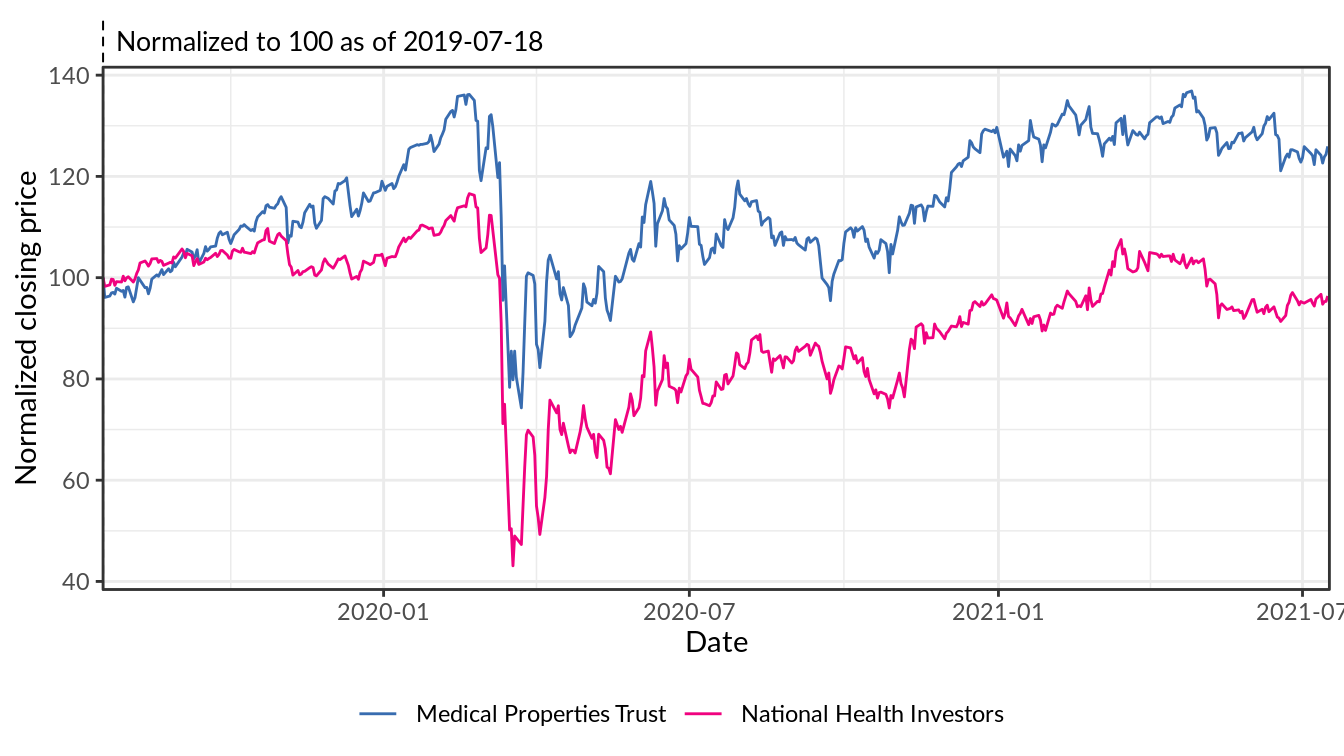 Normalized to 100 as of 2019-07-18
140
120
100
80
60
40
Normalized closing price
2020-01
2020-07
2021-01
2021-07
Date
Medical Properties Trust
National Health Investors